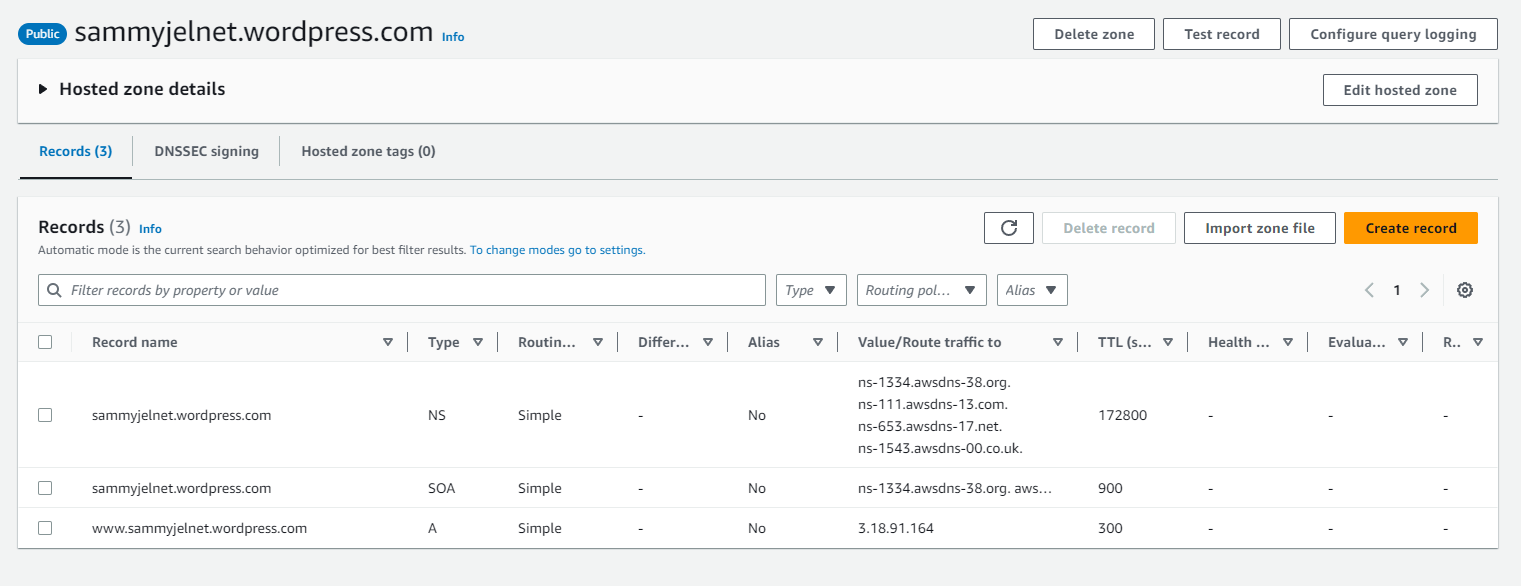 Public sammyjelnet.wordpress.com Info
Delete zone Test record Configure query logging
Hosted zone details
Edit hosted zone
Records (3) DNSSEC signing Hosted zone tags (0)
Records (3) Info
Automatic mode is the current search behavior optimized for best filter results. To change modes go to settings.
Delete record Import zone file Create record
Filter records by property or value Type Routing pol... Alias 1
Record name Type Routin... Differ... Alias Value/Route traffic to TTL (s... Health ... Evalua... R..
sammyjelnet.wordpress.com NS Simple - No
ns-1334.awsdns-38.org.
ns-111.awsdns-13.com.
ns-653.awsdns-17.net.
ns-1543.awsdns-00.co.uk.
172800 - - -
sammyjelnet.wordpress.com SOA Simple - No ns-1334.awsdns-38.org. aws... 900 - - -
www.sammyjelnet.wordpress.com A Simple - No 3.18.91.164 300 - - -